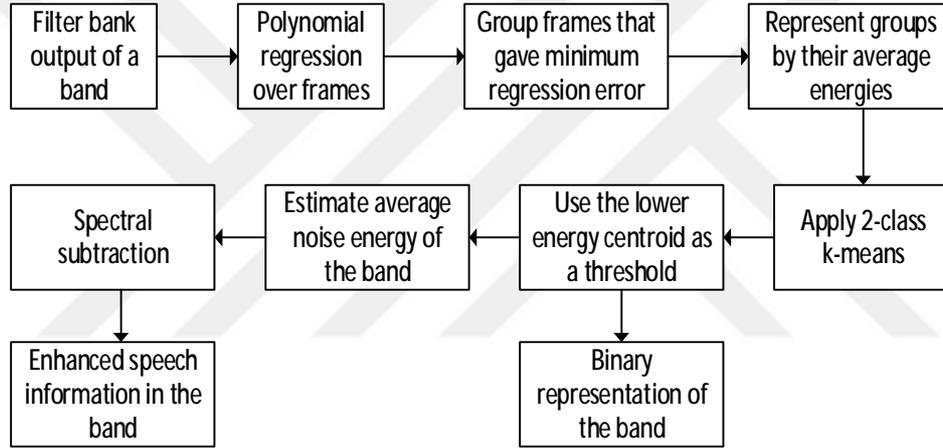 Filter bank
output of a
band
Polynomial
regression
over frames
Group frames that
gave minimum
regression error
Represent groups
by their average
energies
Apply 2-class
k-means
Use the lower
energy centroid as
a threshold
Estimate average
noise energy of
the band
Spectral
subtraction
Enhanced speech
information in the
band
Binary
representation of
the band